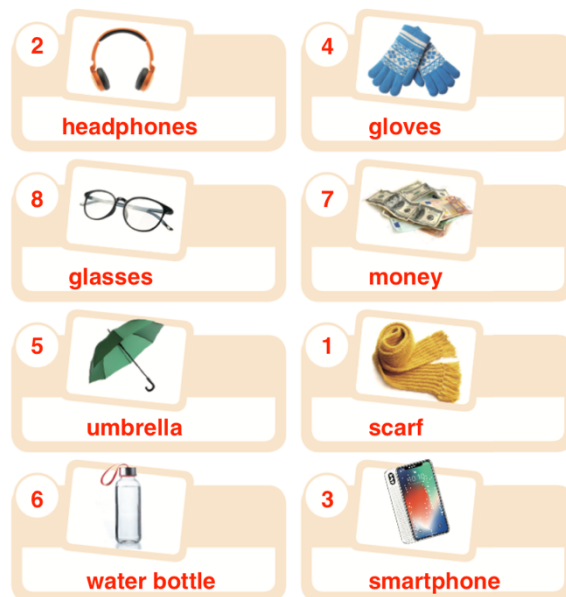 2
headphones
4
gloves
8
glasses
7
money
5
umbrella
1
scarf
6
water bottle
3
smartphone